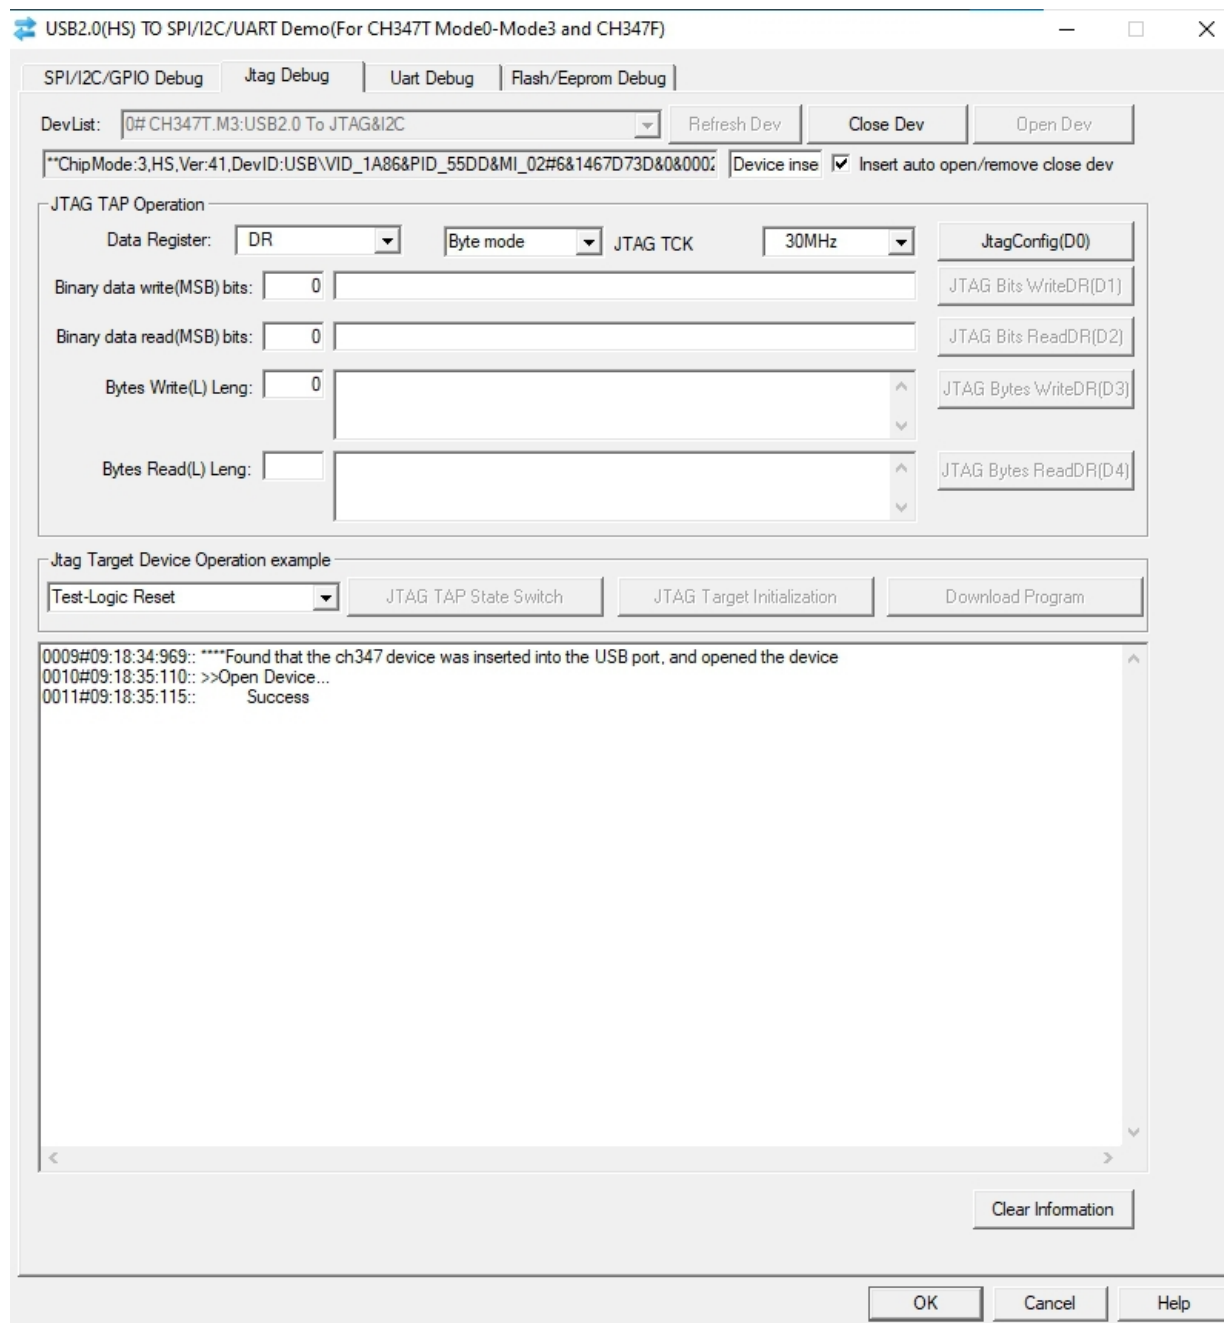 USB2.0(HS) TO SPI/I2C/UART Demo(For CH347T Mode0-Mode3 and CH347F)
SPI/I2C/GPIO Debug Jtag Debug Uart Debug Flash/Eeprom Debug
DevList: 0# CH347T.M3:USB2.0 To JTAG&I2C Refresh Dev Close Dev Open Dev
**ChipMode:3,HS,Ver:41,DevID:USB\VID_1A86&PID_55DD&MI_02#6&1467D73D&0&0002 Device inse Insert auto open/remove close dev
JTAG TAP Operation
Data Register: DR Byte mode JTAG TCK 30MHz JtagConfig(D0)
Binary data write(MSB) bits: 0 JTAG Bits WriteDR(D1)
Binary data read(MSB) bits: 0 JTAG Bits ReadDR(D2)
Bytes Write(L) Leng: 0 JTAG Bytes WriteDR(D3)
Bytes Read(L) Leng: JTAG Bytes ReadDR(D4)
Jtag Target Device Operation example
Test-Logic Reset JTAG TAP State Switch JTAG Target Initialization Download Program
0009#09:18:34:969:: ****Found that the ch347 device was inserted into the USB port, and opened the device
0010#09:18:35:110:: >>Open Device...
0011#09:18:35:115:: Success
Clear Information
OK Cancel Help